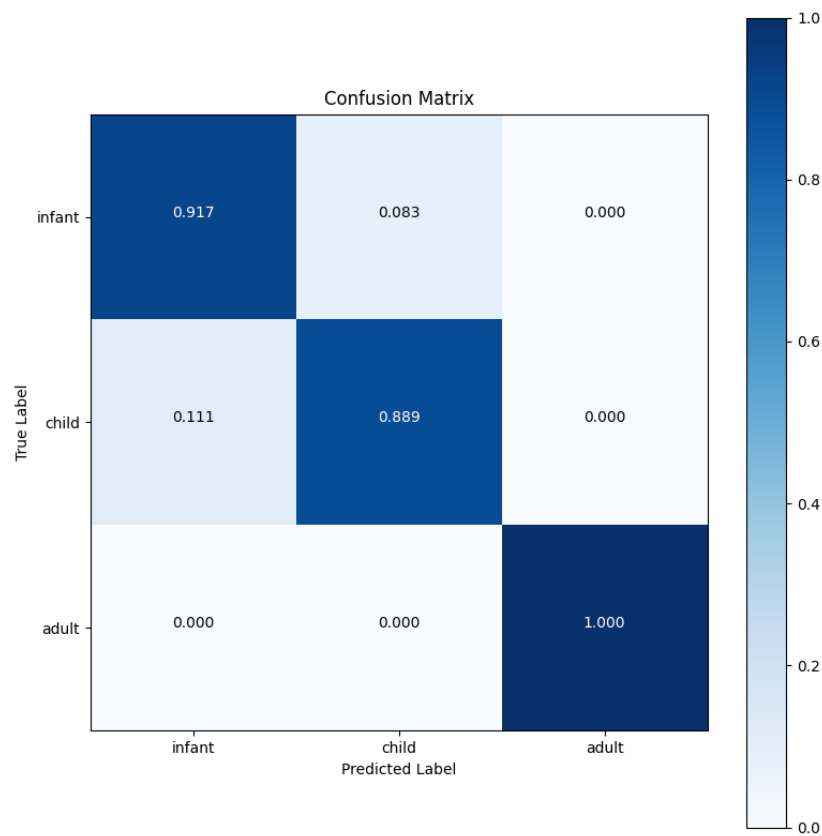 Confusion Matrix
1.0
0.8
0.6
0.4
0.2
0.0
True Label
infant
0.917 0.083 0.000
child
0.111 0.889 0.000
adult
0.000 0.000 1.000
infant child adult
Predicted Label